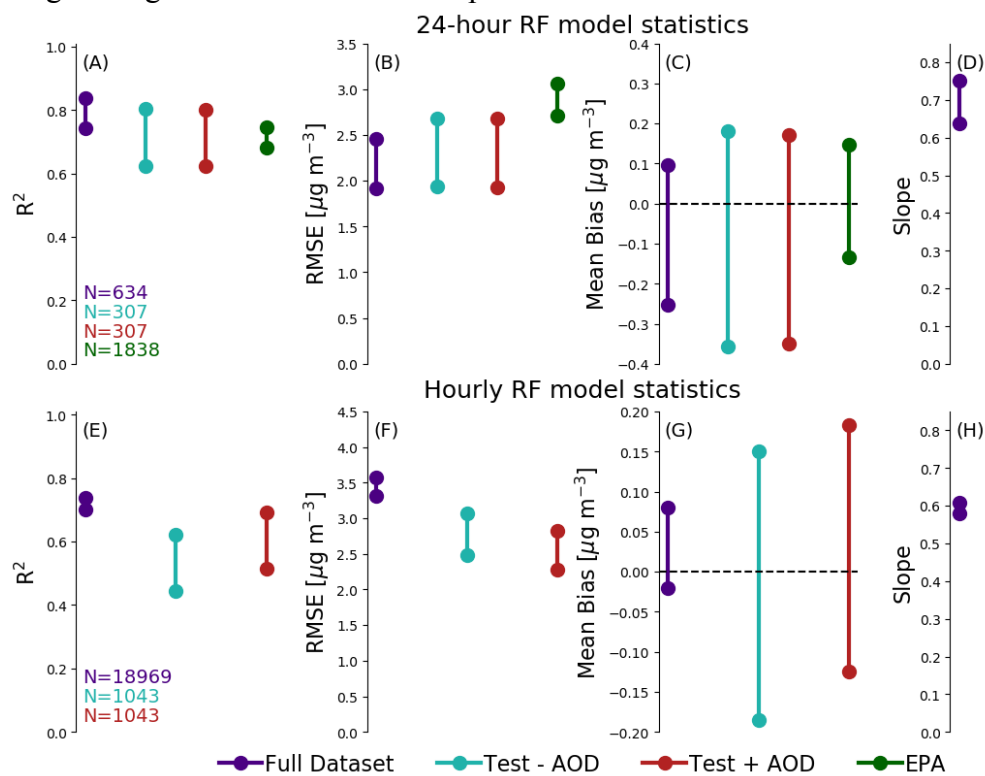 24-hour RF model statistics
(A)
R²
1.0
0.8
0.6
0.4
0.2
0.0
N=634
N=307
N=307
N=1838
(B)
RMSE [μg m⁻³]
3.5
3.0
2.5
2.0
1.5
1.0
0.5
0.0
(C)
Mean Bias [μg m⁻³]
0.4
0.3
0.2
0.1
0.0
−0.1
−0.2
−0.3
−0.4
(D)
Slope
0.8
0.7
0.6
0.5
0.4
0.3
0.2
0.1
0.0
Hourly RF model statistics
(E)
R²
1.0
0.8
0.6
0.4
0.2
0.0
N=18969
N=1043
N=1043
(F)
RMSE [μg m⁻³]
4.5
4.0
3.5
3.0
2.5
2.0
1.5
1.0
0.5
0.0
(G)
Mean Bias [μg m⁻³]
0.20
0.15
0.10
0.05
0.00
−0.05
−0.10
−0.15
−0.20
(H)
Slope
0.8
0.7
0.6
0.5
0.4
0.3
0.2
0.1
0.0
Full Dataset Test - AOD Test + AOD EPA